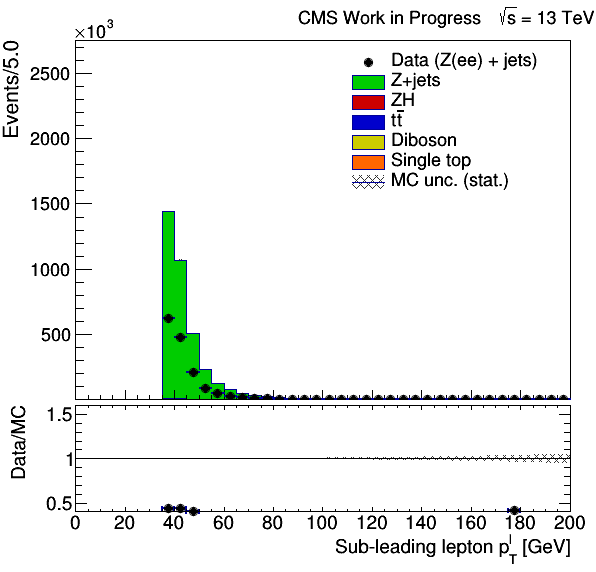 CMS Work in Progress √s = 13 TeV
×10³
Events/5.0
2500
2000
1500
1000
500
Data (Z(ee) + jets)
Z+jets
ZH
tt̅
Diboson
Single top
MC unc. (stat.)
Data/MC
1.5
1
0.5
0 20 40 60 80 100 120 140 160 180 200
Sub-leading lepton p_T^l [GeV]